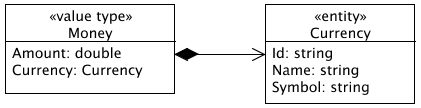 «value type»
Money
Amount: double
Currency: Currency
«entity»
Currency
Id: string
Name: string
Symbol: string